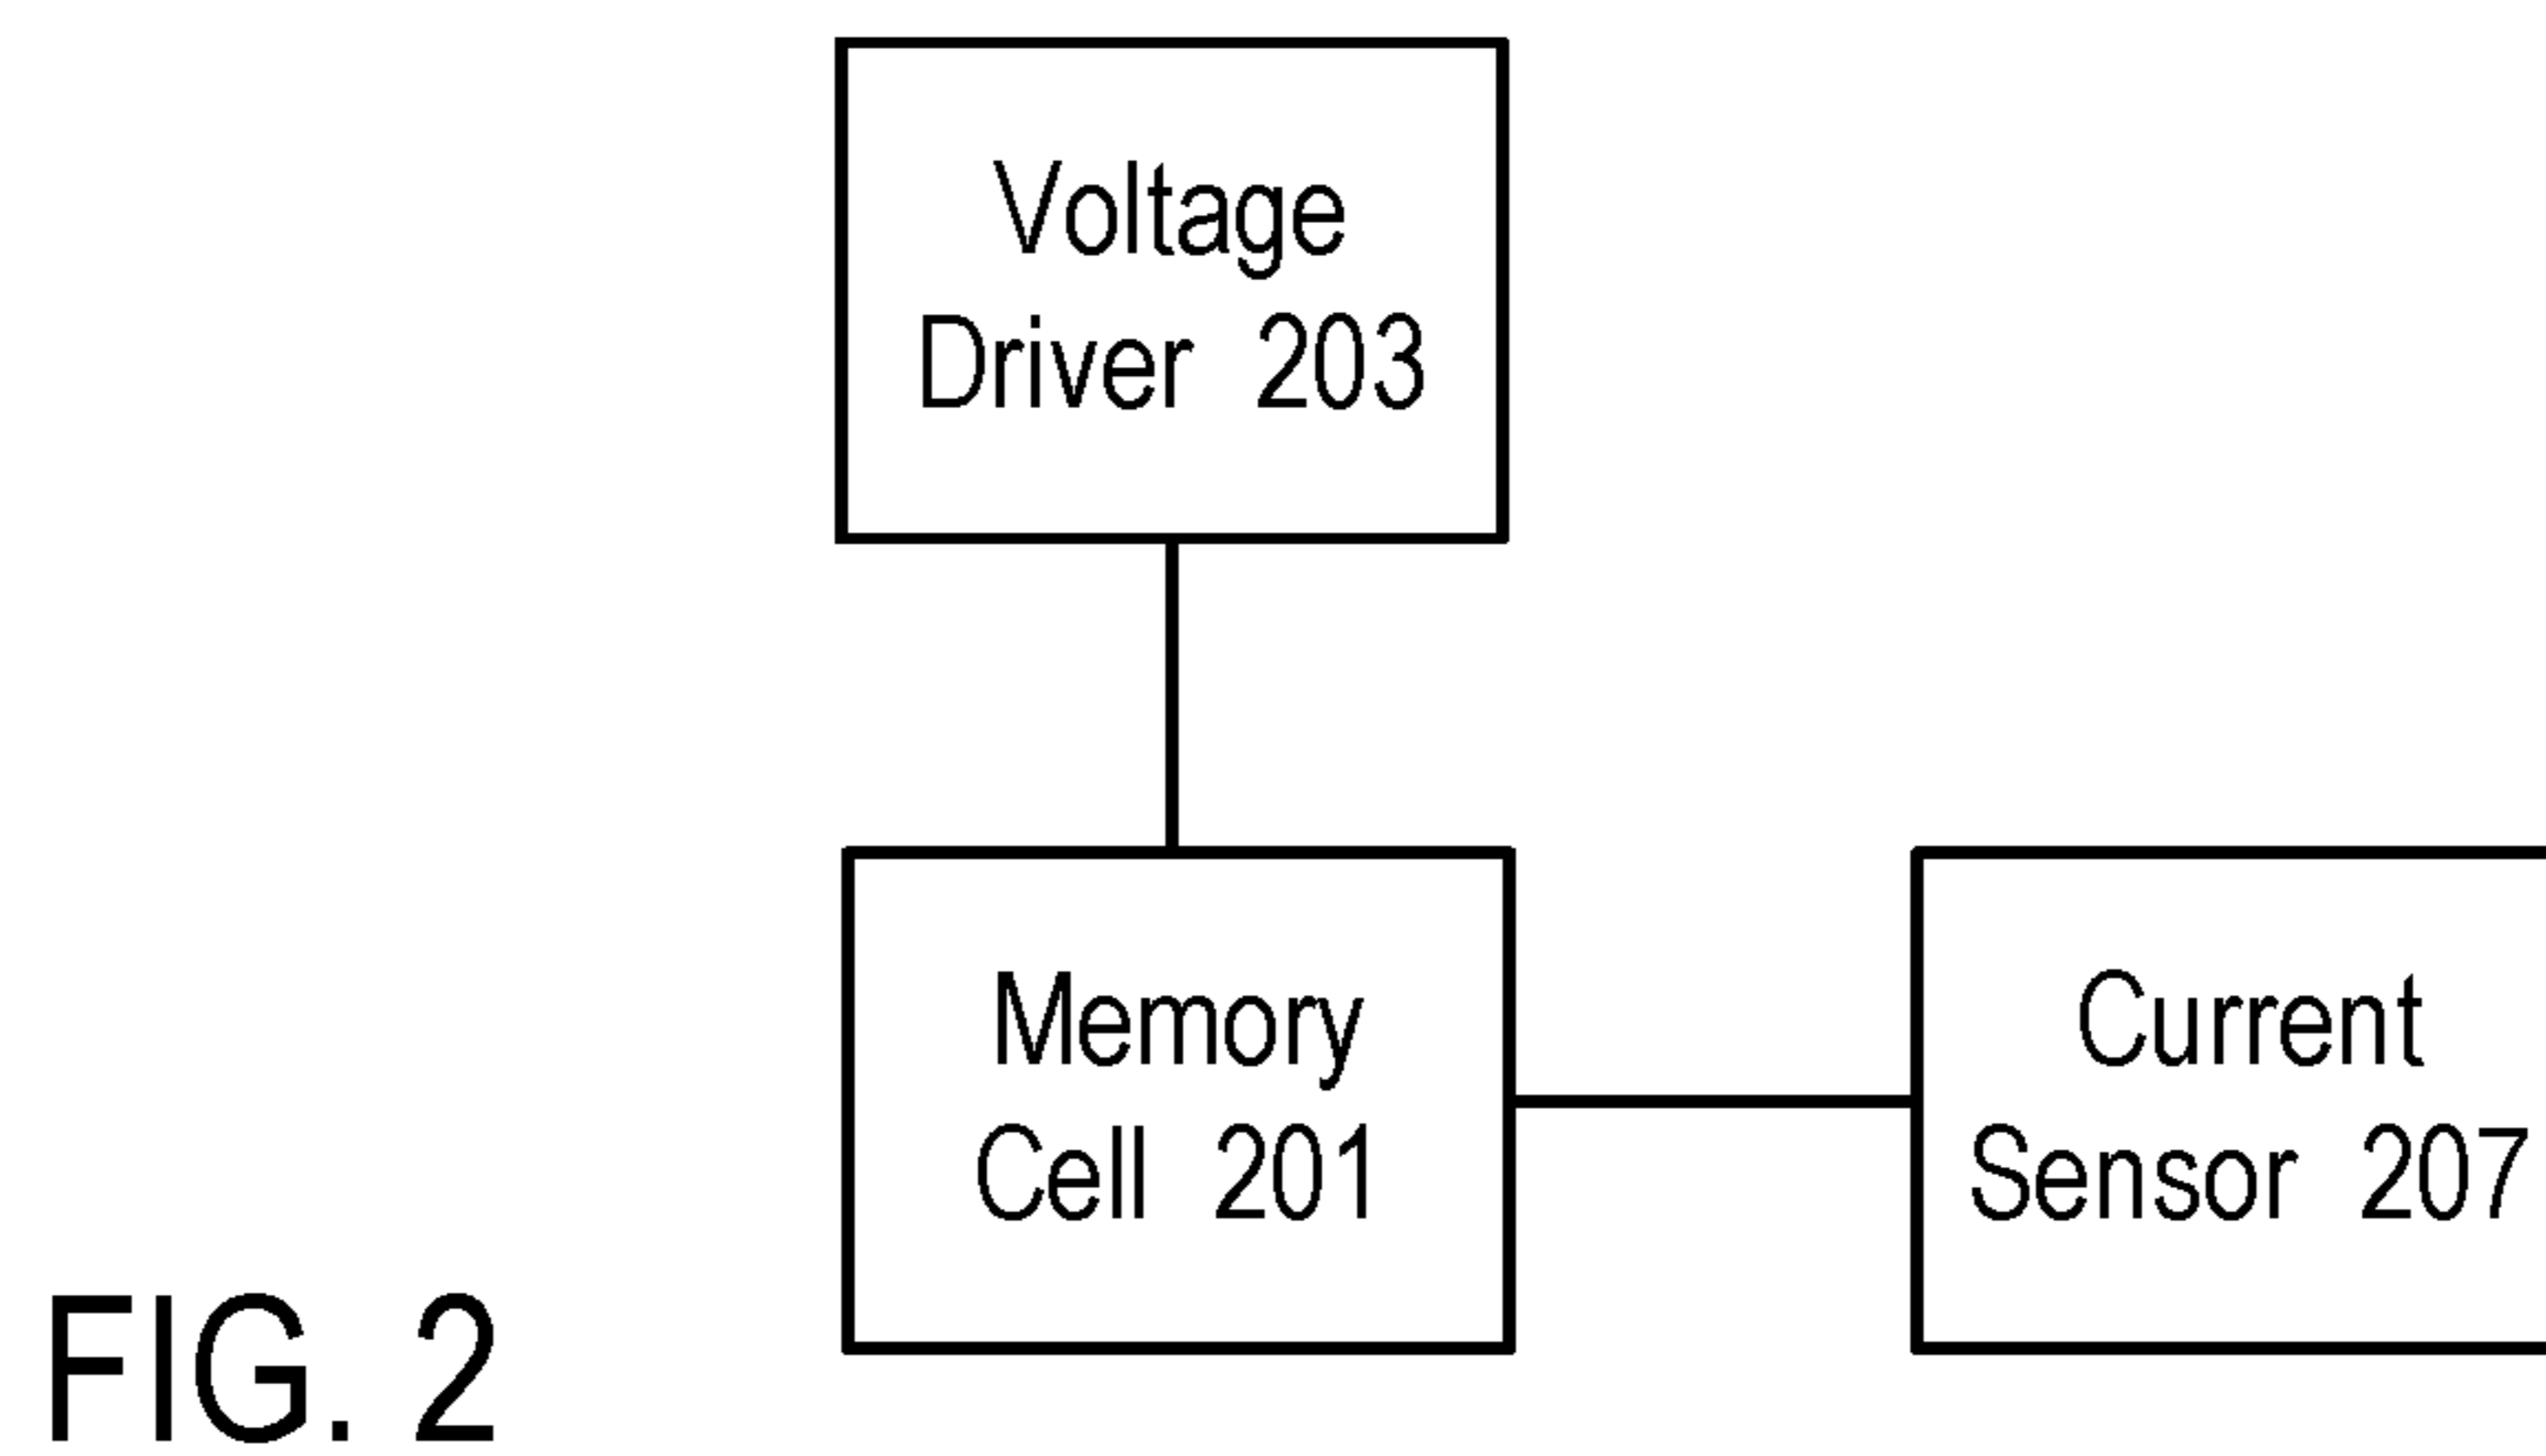 Voltage
Driver 203
Memory
Cell 201
Current
Sensor 207
FIG. 2